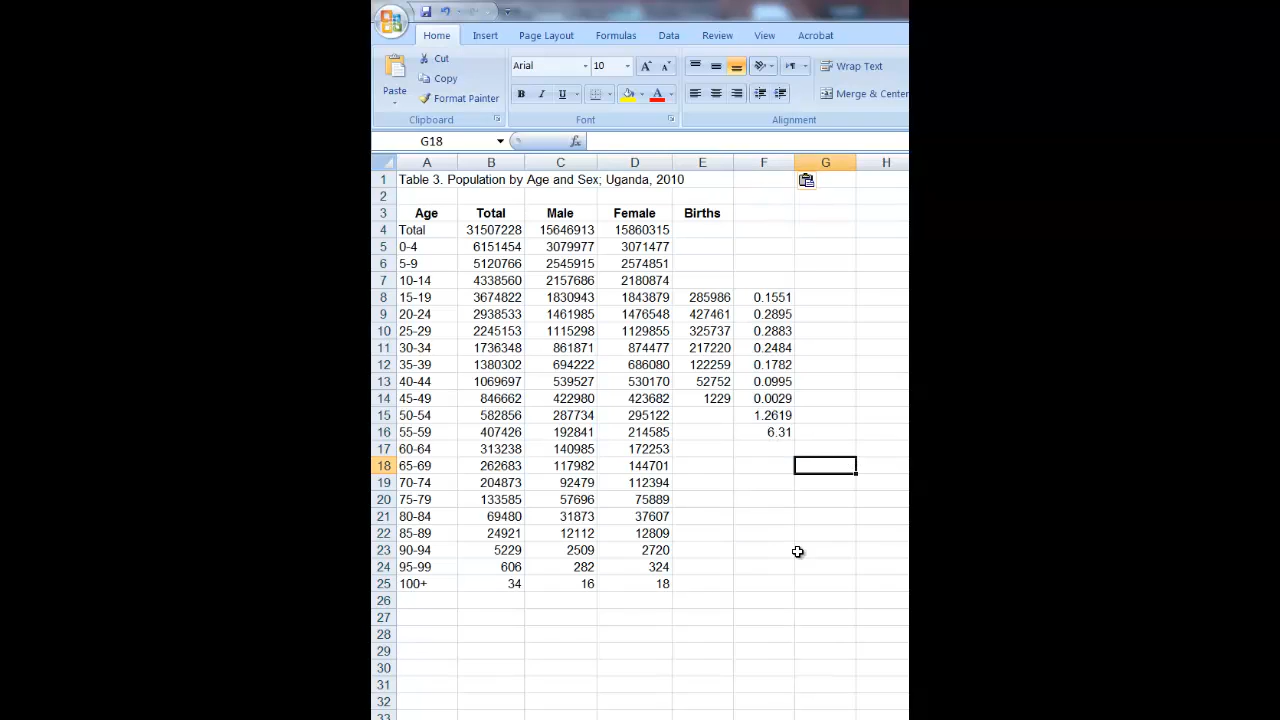 Home Insert Page Layout Formulas Data Review View Acrobat
Paste
Cut
Copy
Format Painter
Arial 10
B I U A
Wrap Text
Merge & Center
Clipboard Font Alignment
G18 fx
A B C D E F G H
1 Table 3. Population by Age and Sex; Uganda, 2010
2
3 Age Total Male Female Births
4 Total 31507228 15646913 15860315
5 0-4 6151454 3079977 3071477
6 5-9 5120766 2545915 2574851
7 10-14 4338560 2157686 2180874
8 15-19 3674822 1830943 1843879 285986 0.1551
9 20-24 2938533 1461985 1476548 427461 0.2895
10 25-29 2245153 1115298 1129855 325737 0.2883
11 30-34 1736348 861871 874477 217220 0.2484
12 35-39 1380302 694222 686080 122259 0.1782
13 40-44 1069697 539527 530170 52752 0.0995
14 45-49 846662 422980 423682 1229 0.0029
15 50-54 582856 287734 295122 1.2619
16 55-59 407426 192841 214585 6.31
17 60-64 313238 140985 172253
18 65-69 262683 117982 144701
19 70-74 204873 92479 112394
20 75-79 133585 57696 75889
21 80-84 69480 31873 37607
22 85-89 24921 12112 12809
23 90-94 5229 2509 2720
24 95-99 606 282 324
25 100+ 34 16 18
26
27
28
29
30
31
32
33